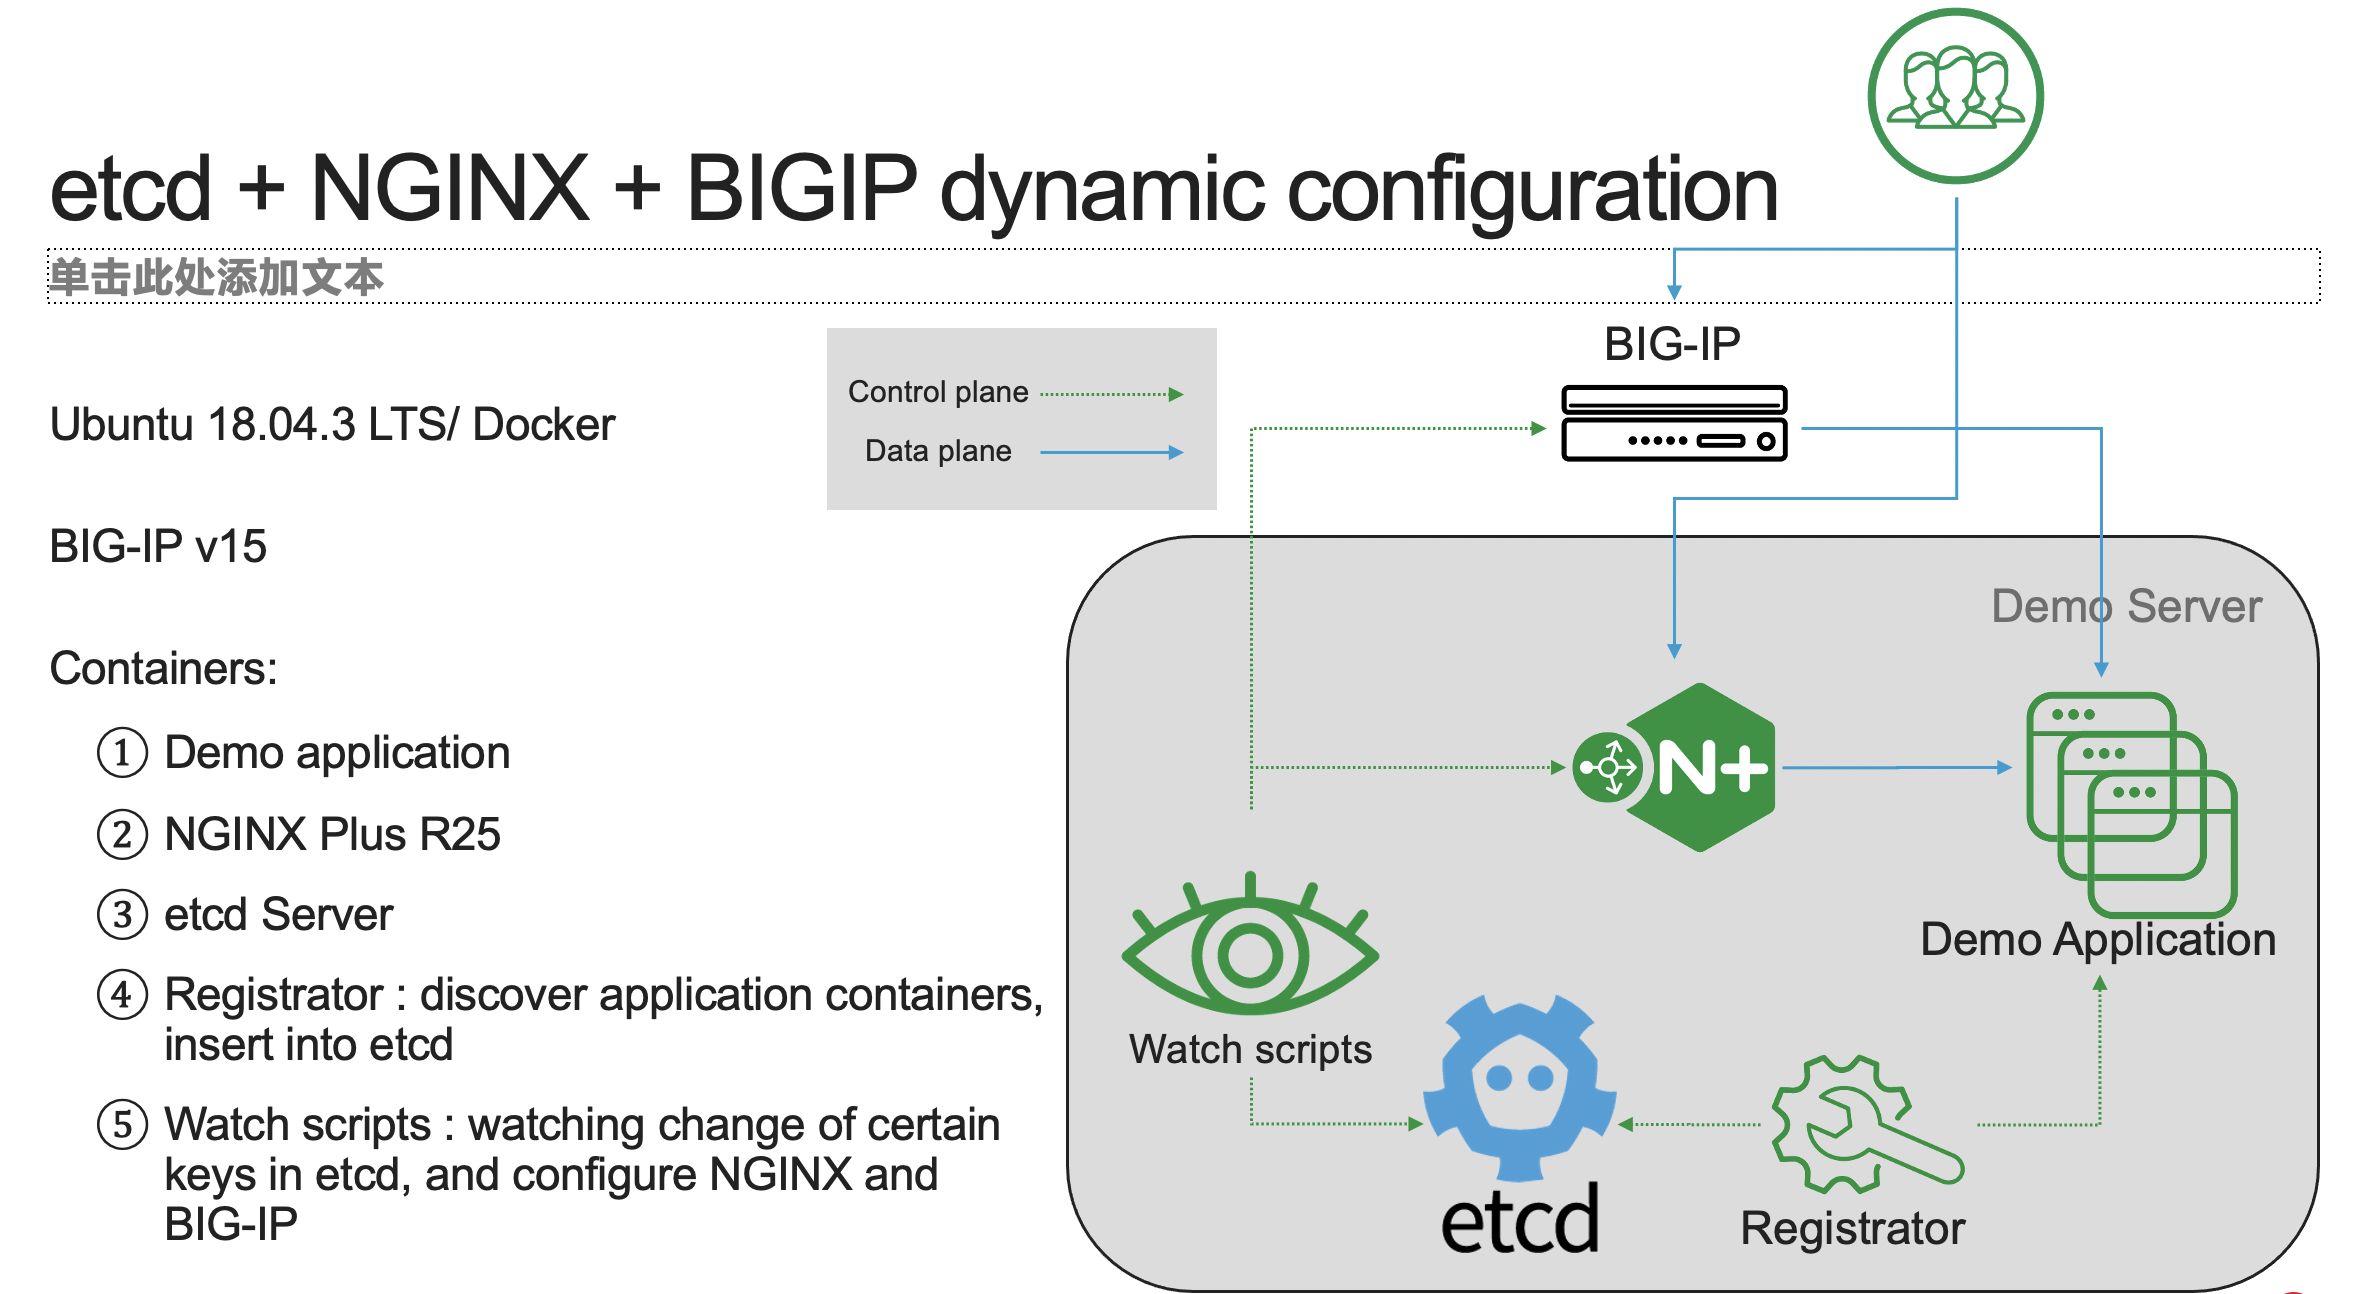 etcd + NGINX + BIGIP dynamic configuration
单击此处添加文本
Control plane
Data plane
BIG-IP
Ubuntu 18.04.3 LTS/ Docker
BIG-IP v15
Containers:
① Demo application
② NGINX Plus R25
③ etcd Server
④ Registrator : discover application containers,
insert into etcd
⑤ Watch scripts : watching change of certain
keys in etcd, and configure NGINX and
BIG-IP
Demo Server
N+
Demo Application
Watch scripts
etcd
Registrator